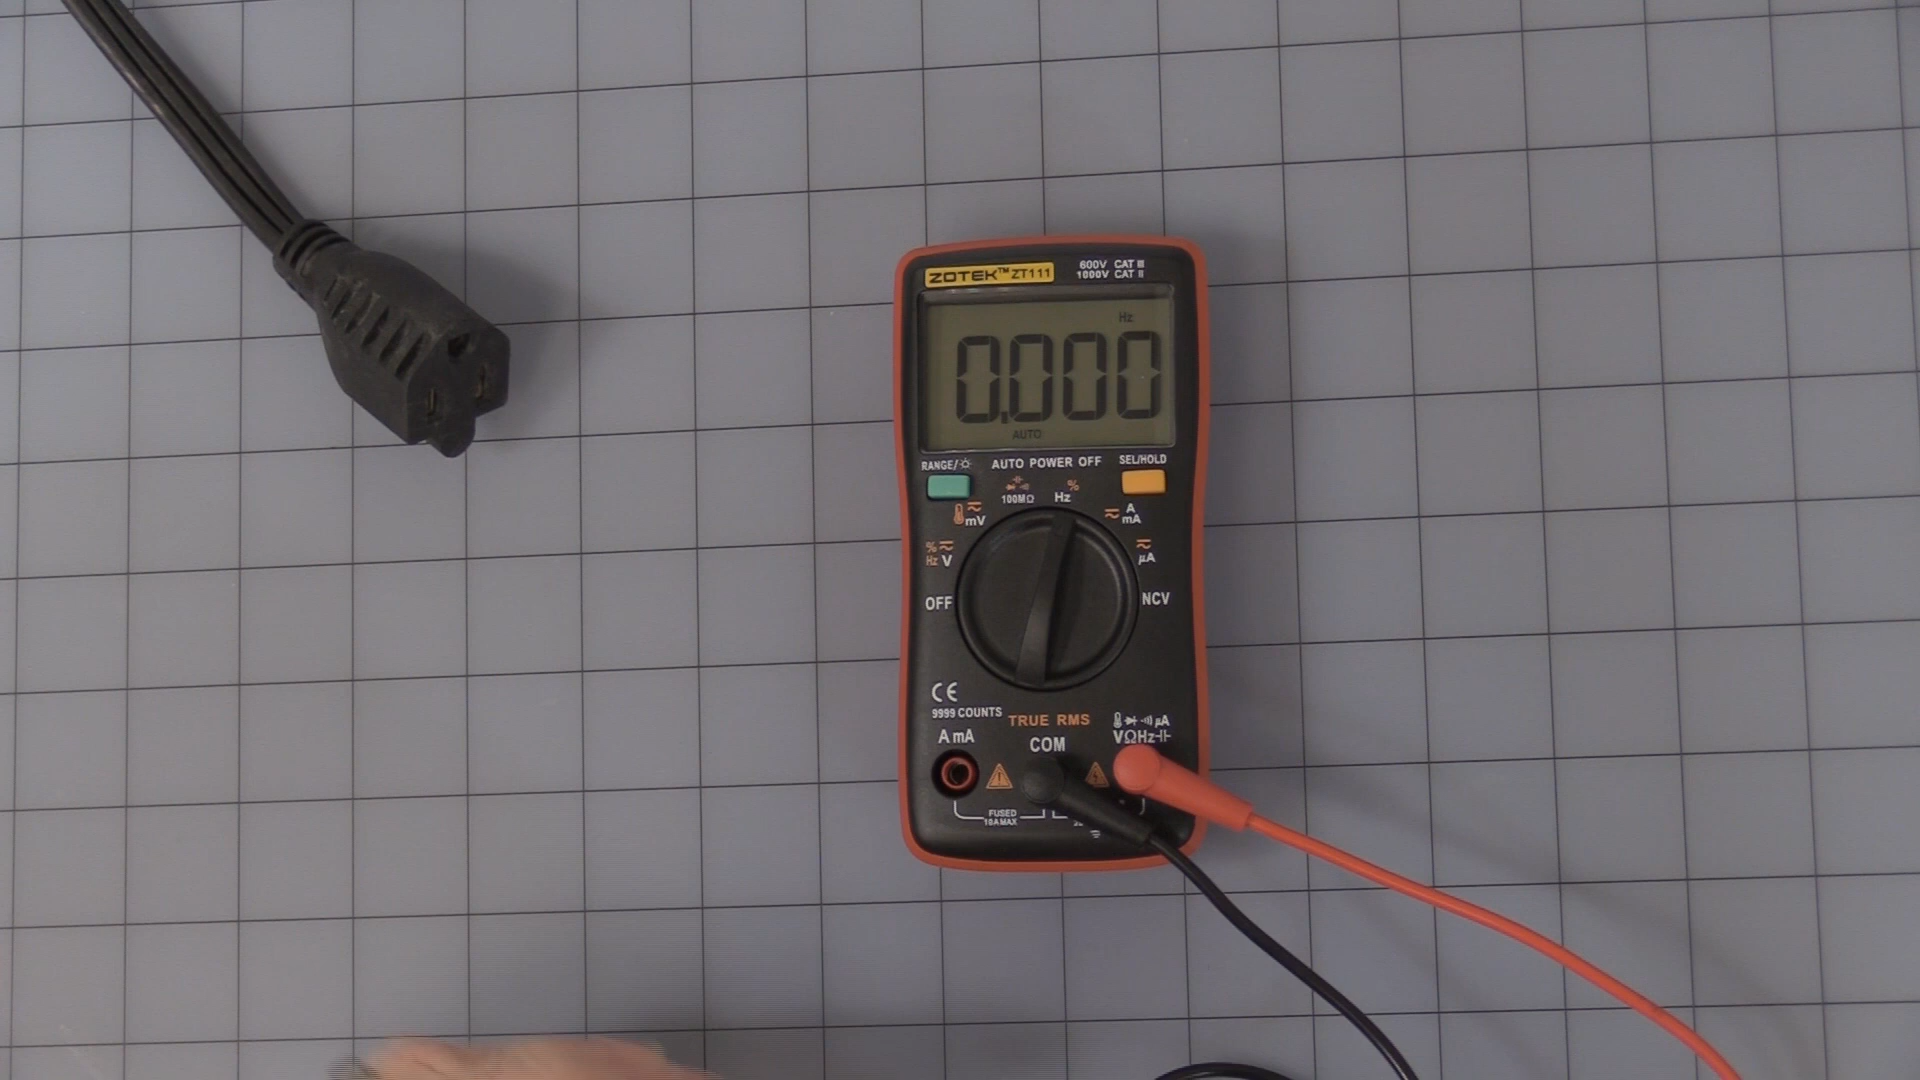 ZOTEK™ ZT111
600V CAT III
1000V CAT II
Hz
0.000
AUTO
RANGE/
AUTO POWER OFF
SEL/HOLD
100MΩ
Hz
%
mV
A
mA
%
Hz V
μA
OFF
NCV
CE
9999 COUNTS
TRUE RMS
μA
A mA
COM
VΩHz
FUSED
10A MAX